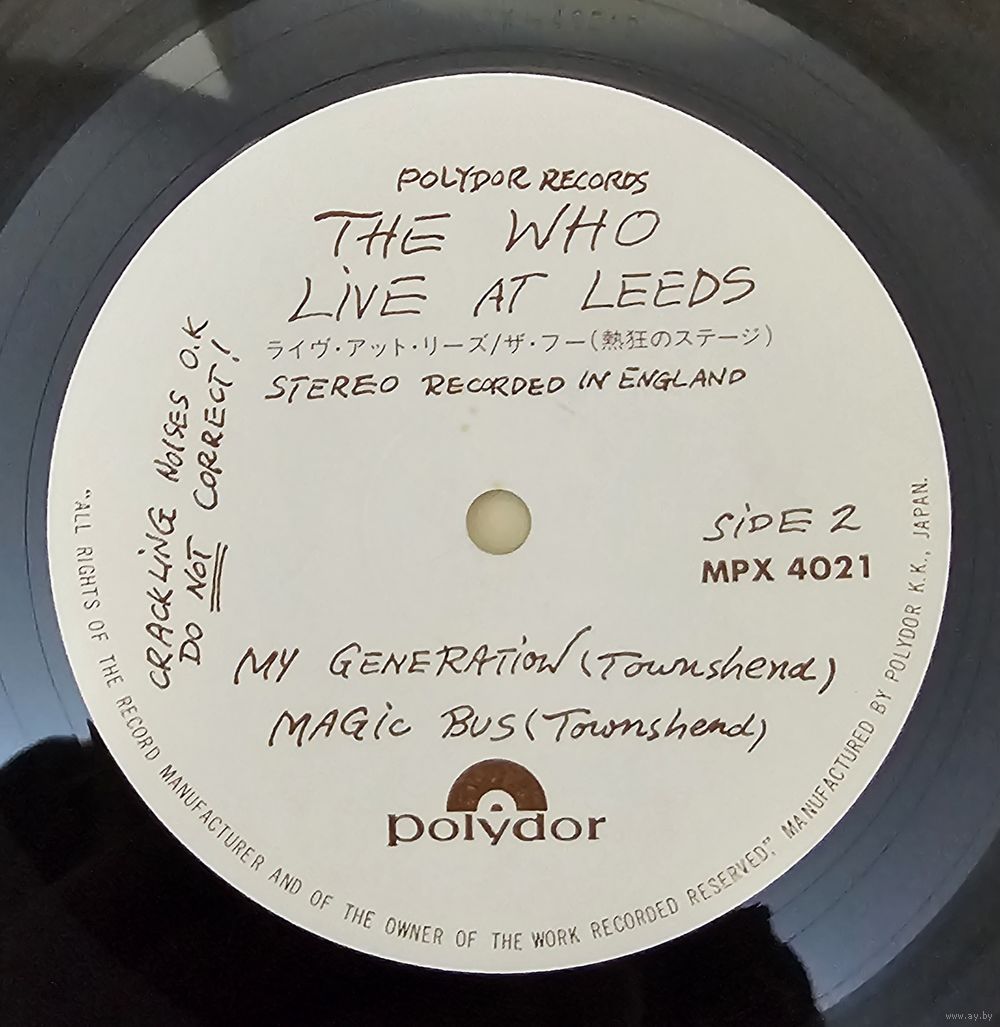 POLYDOR RECORDS
THE WHO
LiVE AT LEEDS
ライヴ・アット・リーズ/ザ・フー(熱狂のステージ)
STEREO RECORDED IN ENGLAND
CRACKLiNG NOISES O.K
DO NOT CORRECT!
SiDE 2
MPX 4021
MY GENERATiON (Townshend)
MAGiC BUS (Townshend)
polydor
"ALL RIGHTS OF THE RECORD MANUFACTURER AND OF THE OWNER OF THE WORK RECORDED RESERVED." MANUFACTURED BY POLYDOR K.K., JAPAN.
www.ay.by